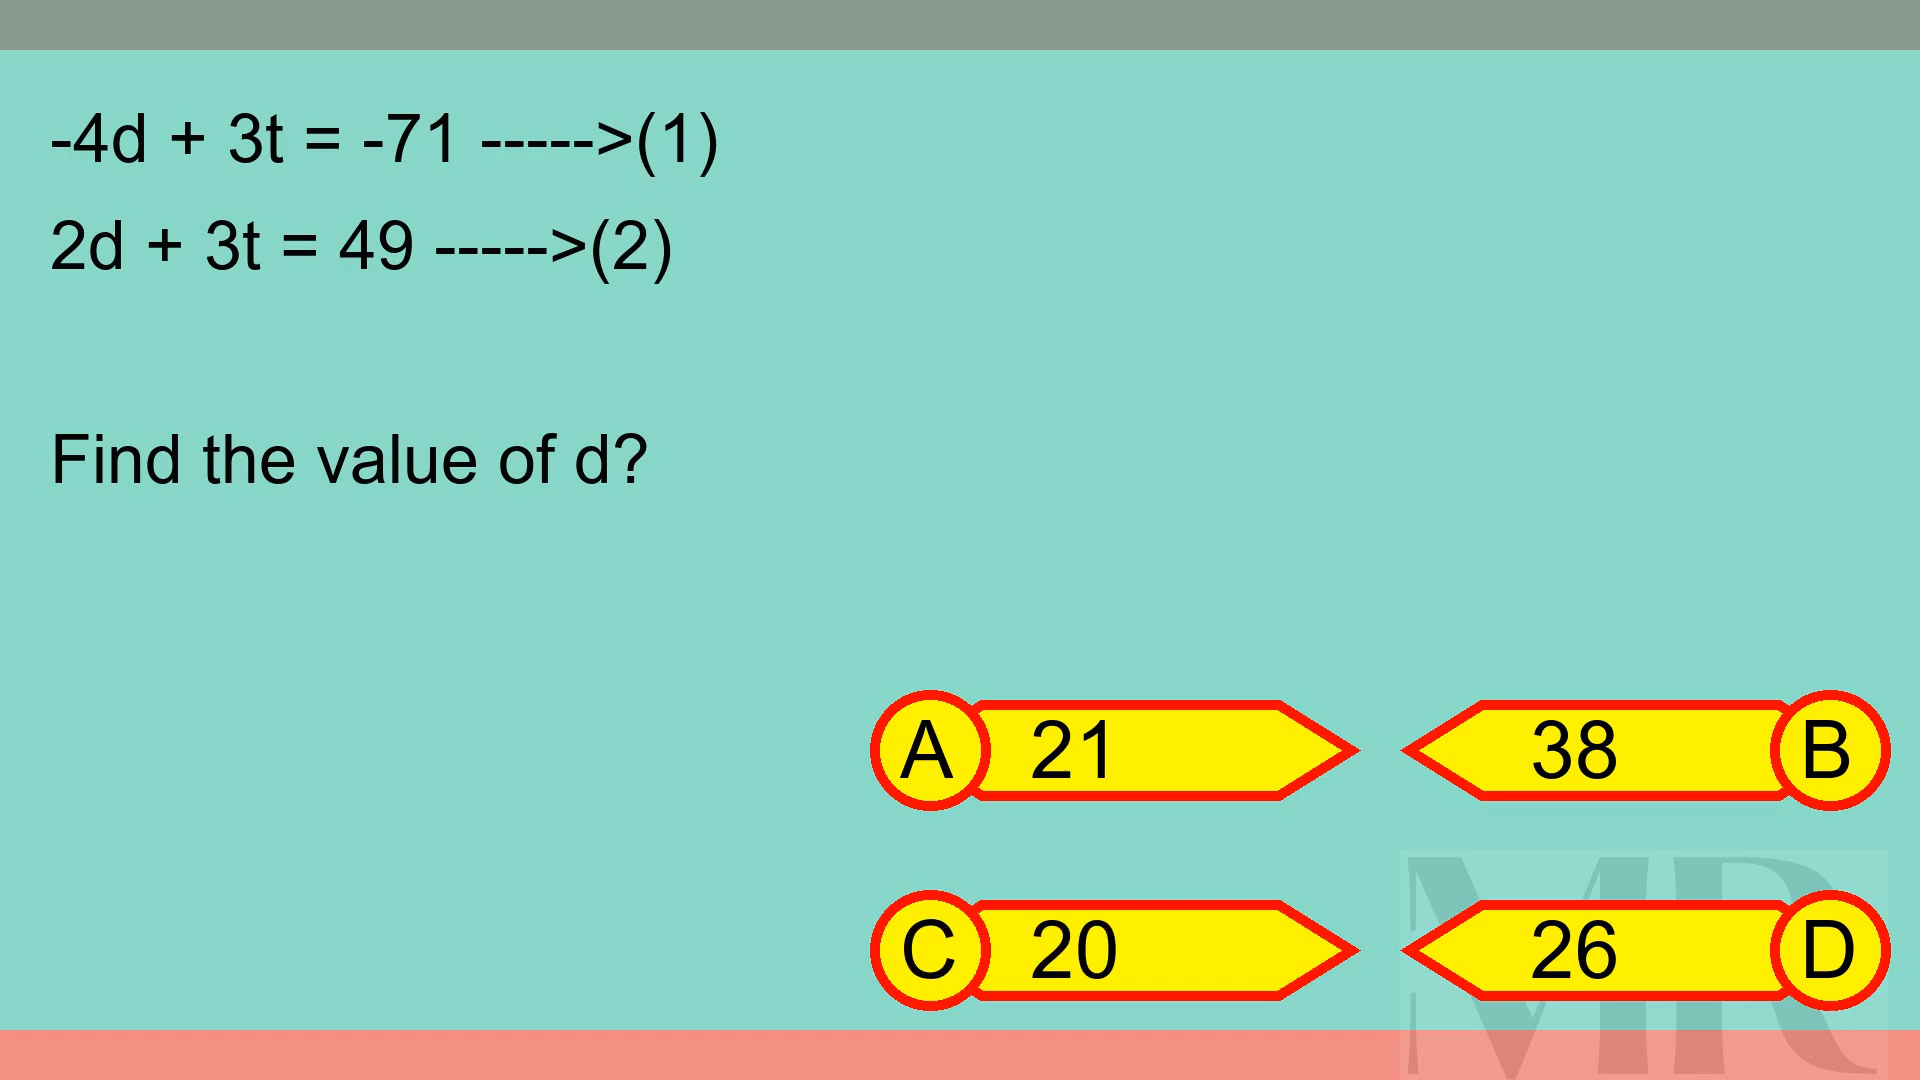 -4d + 3t = -71 ----->(1)
2d + 3t = 49 ----->(2)
Find the value of d?
A 21
38 B
C 20
26 D
MR